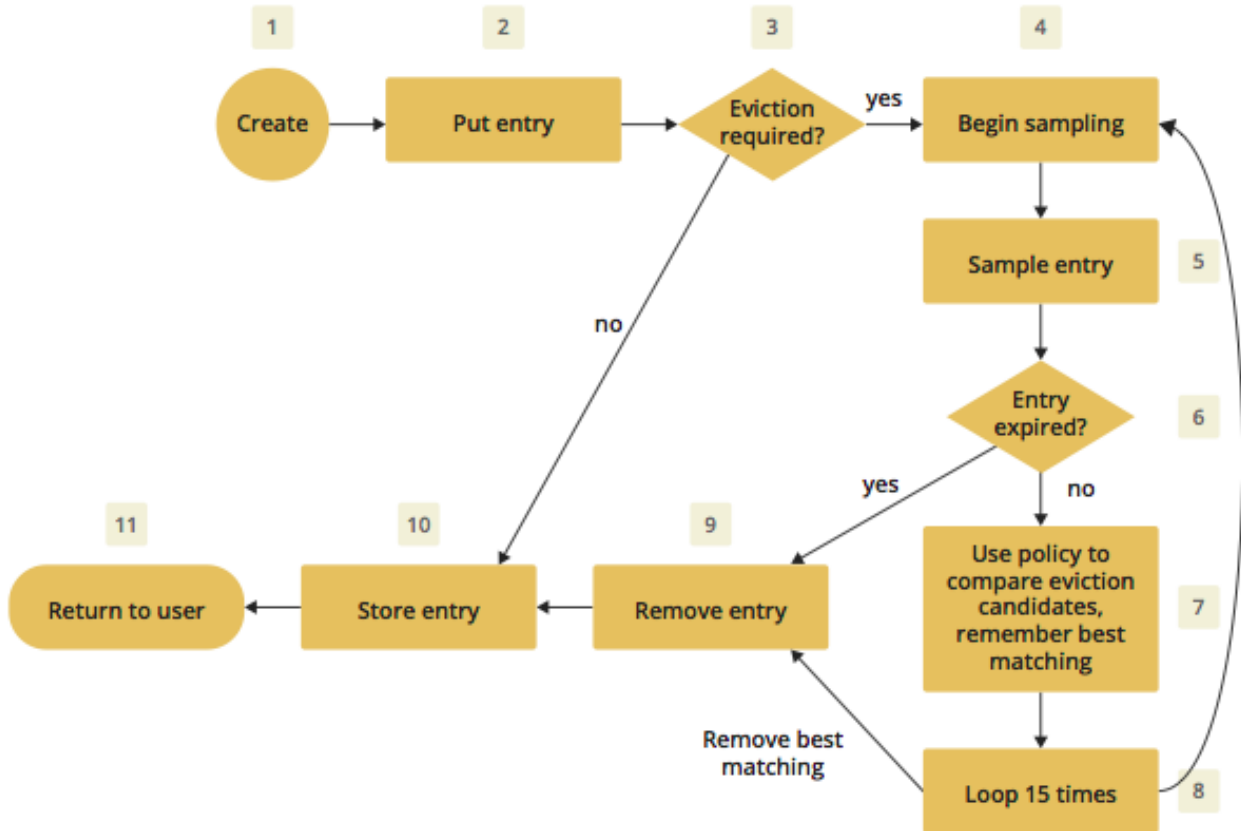 1
2
3
4
Create
Put entry
Eviction
required?
yes
Begin sampling
Sample entry
5
no
Entry
expired?
6
yes
no
11
10
9
Use policy to
compare eviction
candidates,
remember best
matching
7
Return to user
Store entry
Remove entry
Remove best
matching
Loop 15 times
8